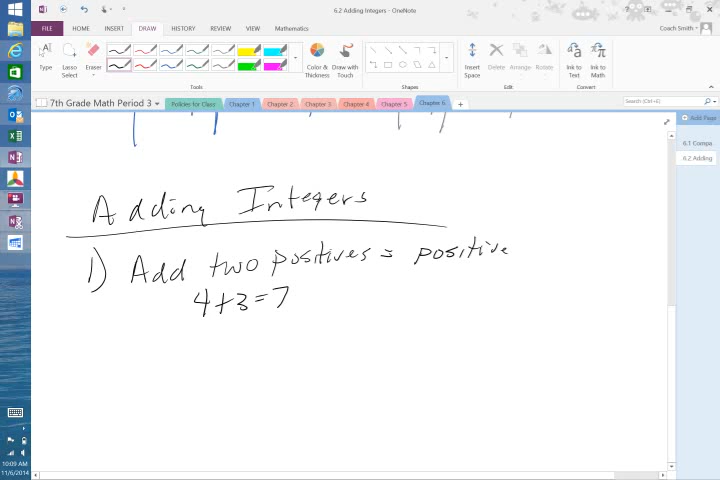 6.2 Adding Integers - OneNote
FILE HOME INSERT DRAW HISTORY REVIEW VIEW Mathematics
Coach Smith
Type
Lasso Select
Eraser
Color & Thickness
Draw with Touch
Insert Space
Delete
Arrange
Rotate
Ink to Text
Ink to Math
Tools Shapes Edit Convert
7th Grade Math Period 3 Policies for Class Chapter 1 Chapter 2 Chapter 3 Chapter 4 Chapter 5 Chapter 6 Search (Ctrl+E)
Add Page
6.1 Compa
6.2 Adding
Adding Integers
1) Add two positives = positive
4+3=7
10:09 AM
11/6/2014